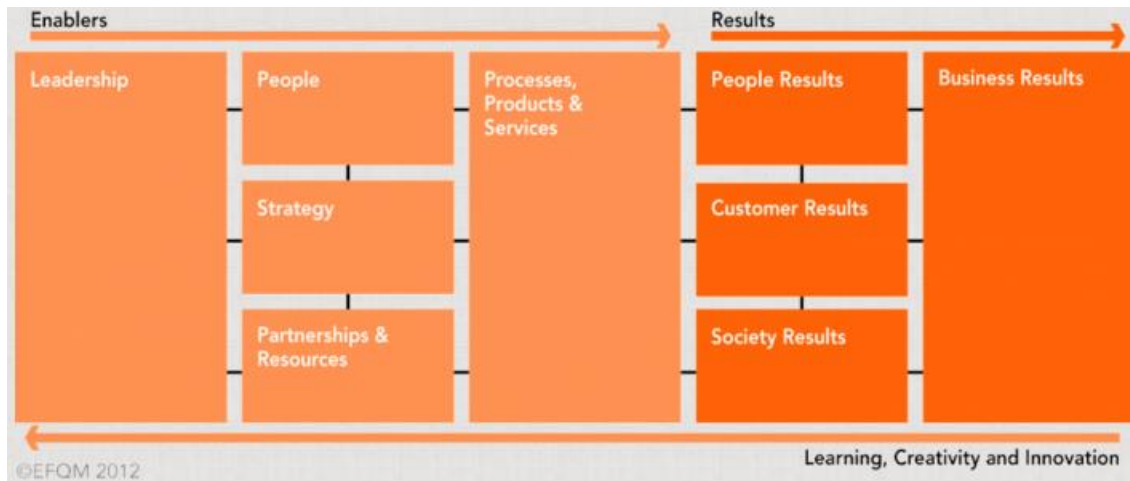 Enablers
Results
Leadership
People
Processes,
Products &
Services
People Results
Business Results
Strategy
Customer Results
Partnerships &
Resources
Society Results
Learning, Creativity and Innovation
©EFQM 2012